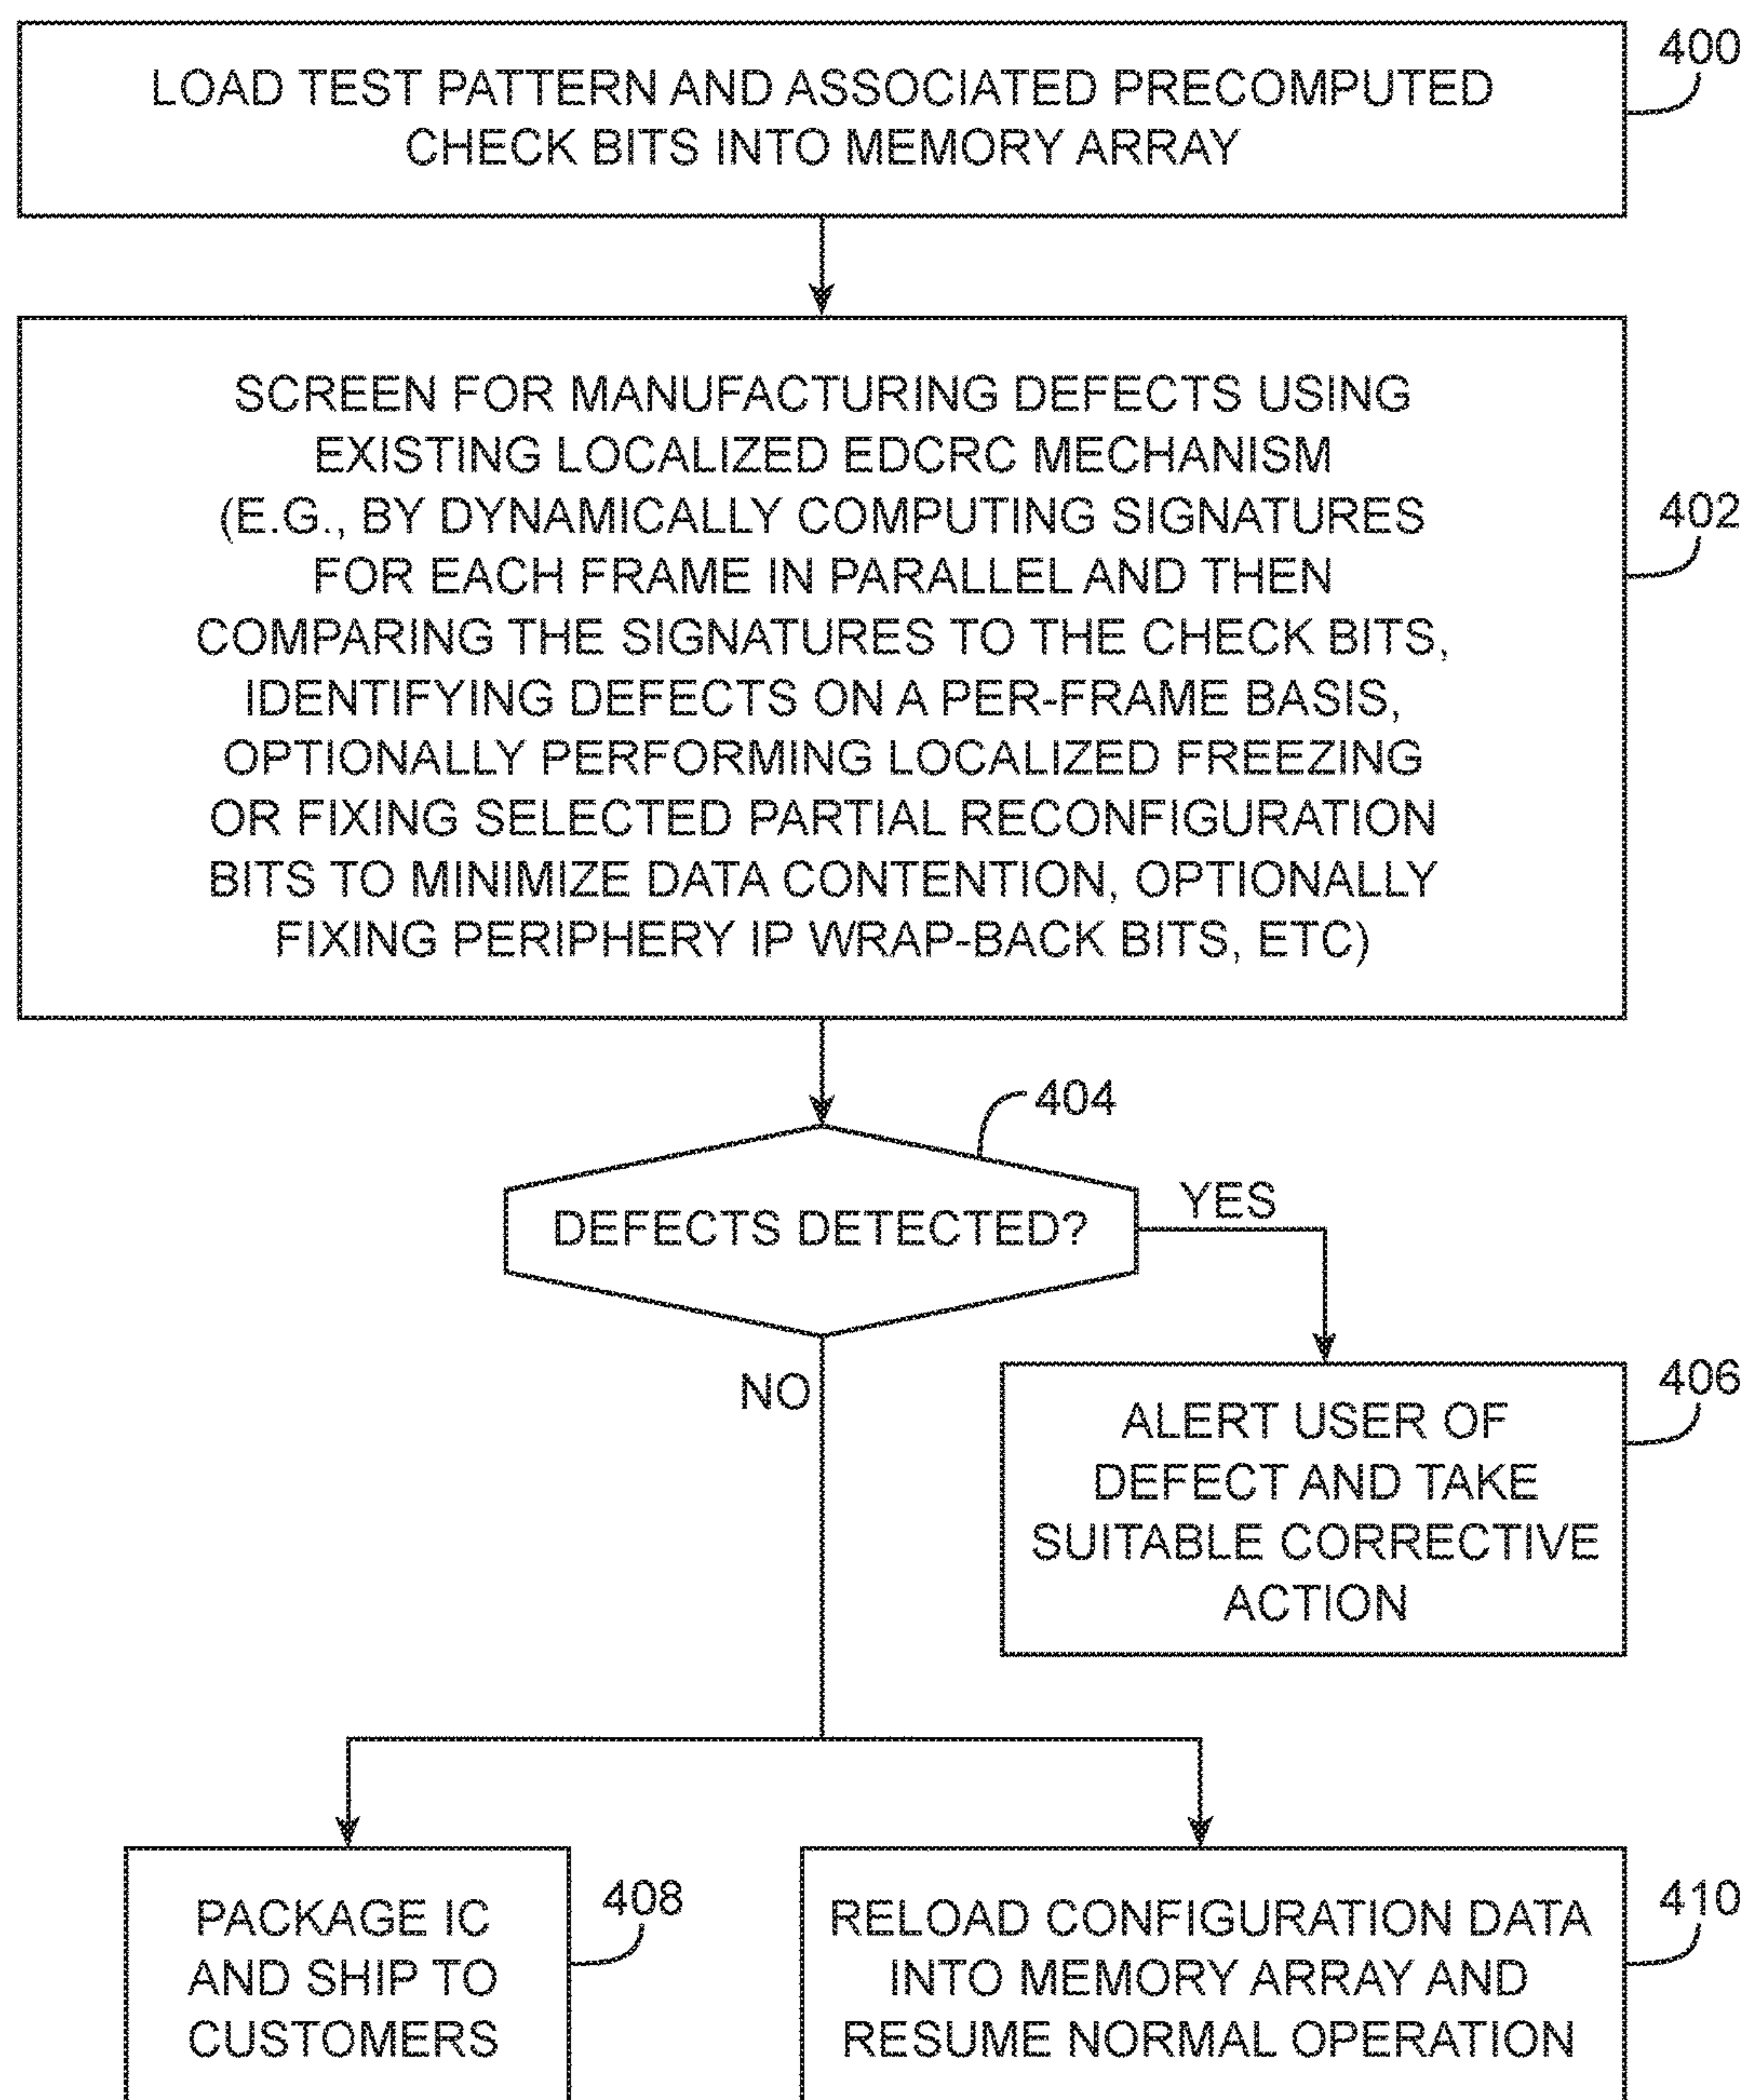 400
LOAD TEST PATTERN AND ASSOCIATED PRECOMPUTED
CHECK BITS INTO MEMORY ARRAY
SCREEN FOR MANUFACTURING DEFECTS USING
EXISTING LOCALIZED EDCRC MECHANISM
(E.G., BY DYNAMICALLY COMPUTING SIGNATURES
402
FOR EACH FRAME IN PARALLEL AND THEN
COMPARING THE SIGNATURES TO THE CHECK BITS,
IDENTIFYING DEFECTS ON A PER-FRAME BASIS,
OPTIONALLY PERFORMING LOCALIZED FREEZING
OR FIXING SELECTED PARTIAL RECONFIGURATION
BITS TO MINIMIZE DATA CONTENTION, OPTIONALLY
FIXING PERIPHERY IP WRAP-BACK BITS, ETC)
404
DEFECTS DETECTED?
YES
NO
406
ALERT USER OF
DEFECT AND TAKE
SUITABLE CORRECTIVE
ACTION
PACKAGE IC
AND SHIP TO
CUSTOMERS
408
RELOAD CONFIGURATION DATA
INTO MEMORY ARRAY AND
RESUME NORMAL OPERATION
410